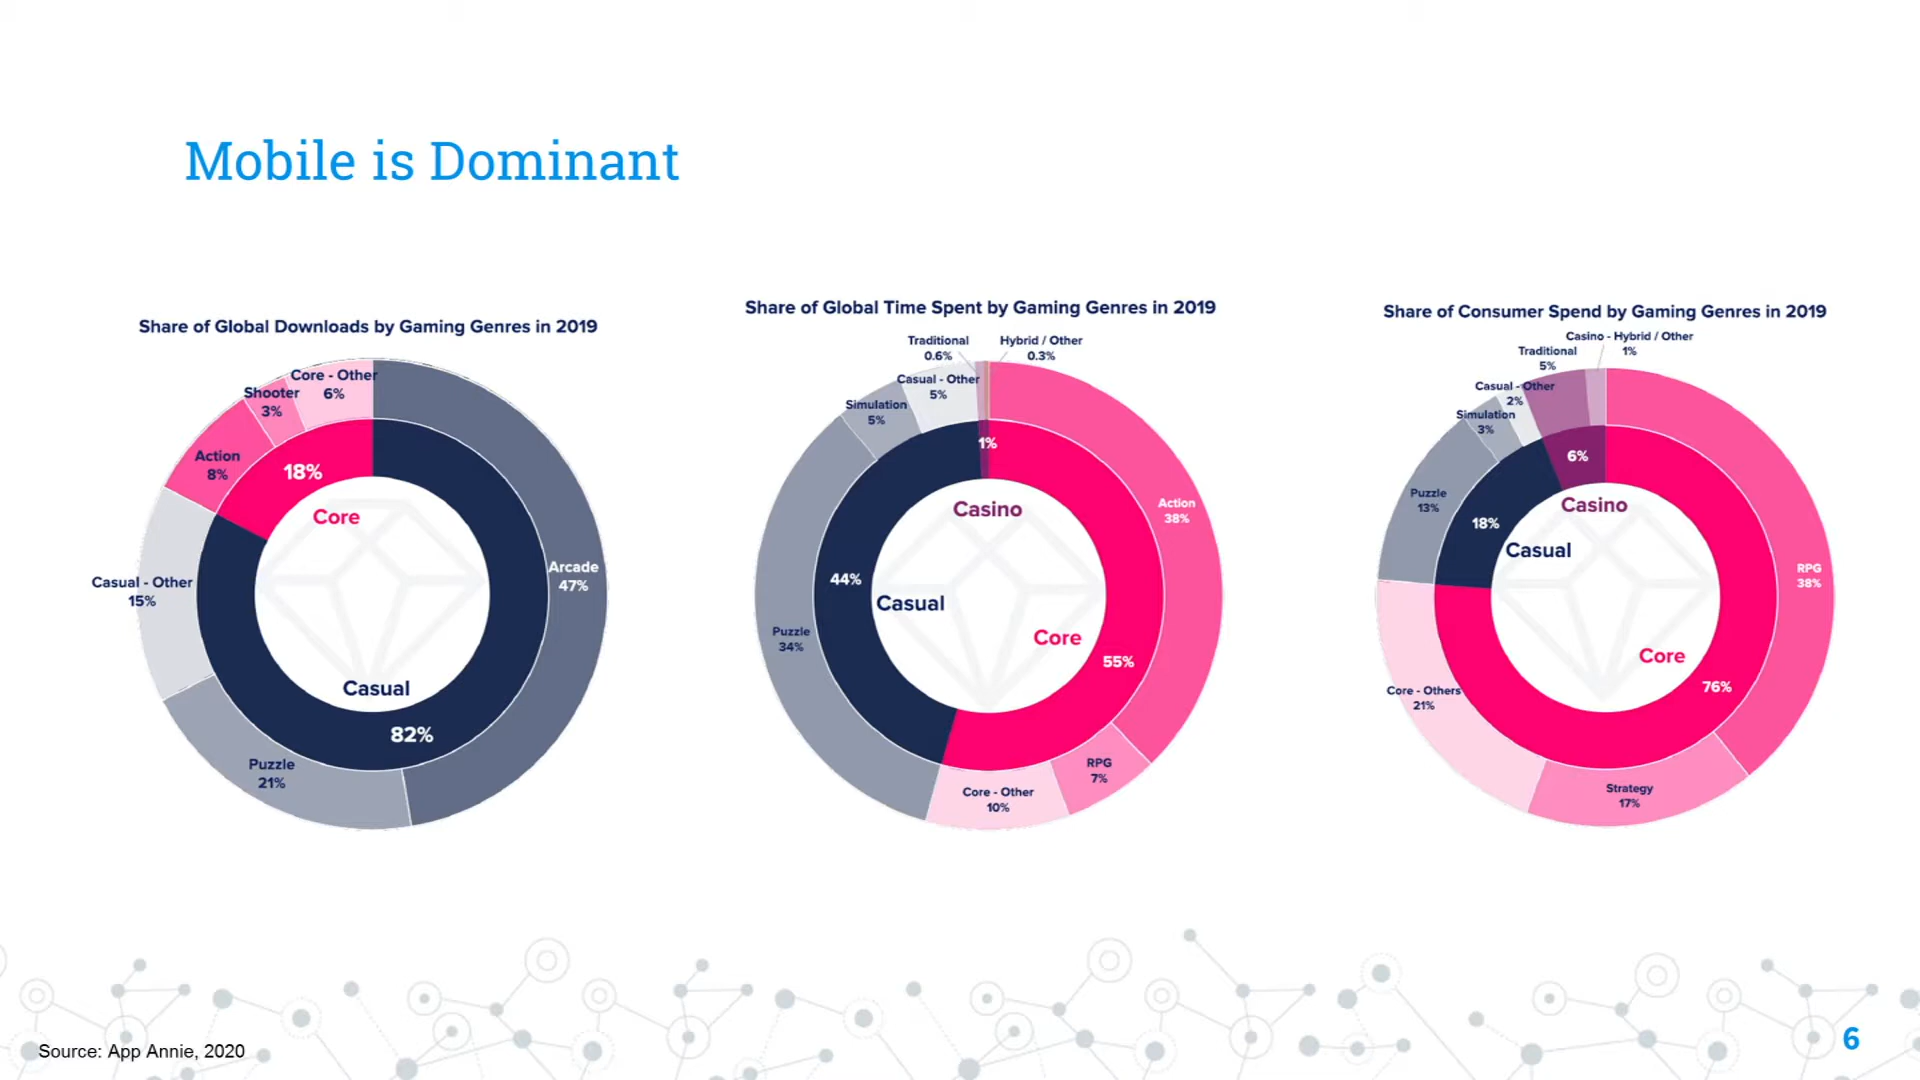 Mobile is Dominant
Share of Global Downloads by Gaming Genres in 2019
Core - Other
6%
Shooter
3%
Action
8%
18%
Core
Casual - Other
15%
Arcade
47%
Casual
82%
Puzzle
21%
Share of Global Time Spent by Gaming Genres in 2019
Traditional
0.6%
Hybrid / Other
0.3%
Casual - Other
5%
Simulation
5%
1%
Casino
Action
38%
44%
Casual
Puzzle
34%
Core
55%
RPG
7%
Core - Other
10%
Share of Consumer Spend by Gaming Genres in 2019
Casino - Hybrid / Other
1%
Traditional
5%
Casual - Other
2%
Simulation
3%
6%
Casino
Puzzle
13%
18%
Casual
RPG
38%
Core
76%
Core - Others
21%
Strategy
17%
Source: App Annie, 2020
6